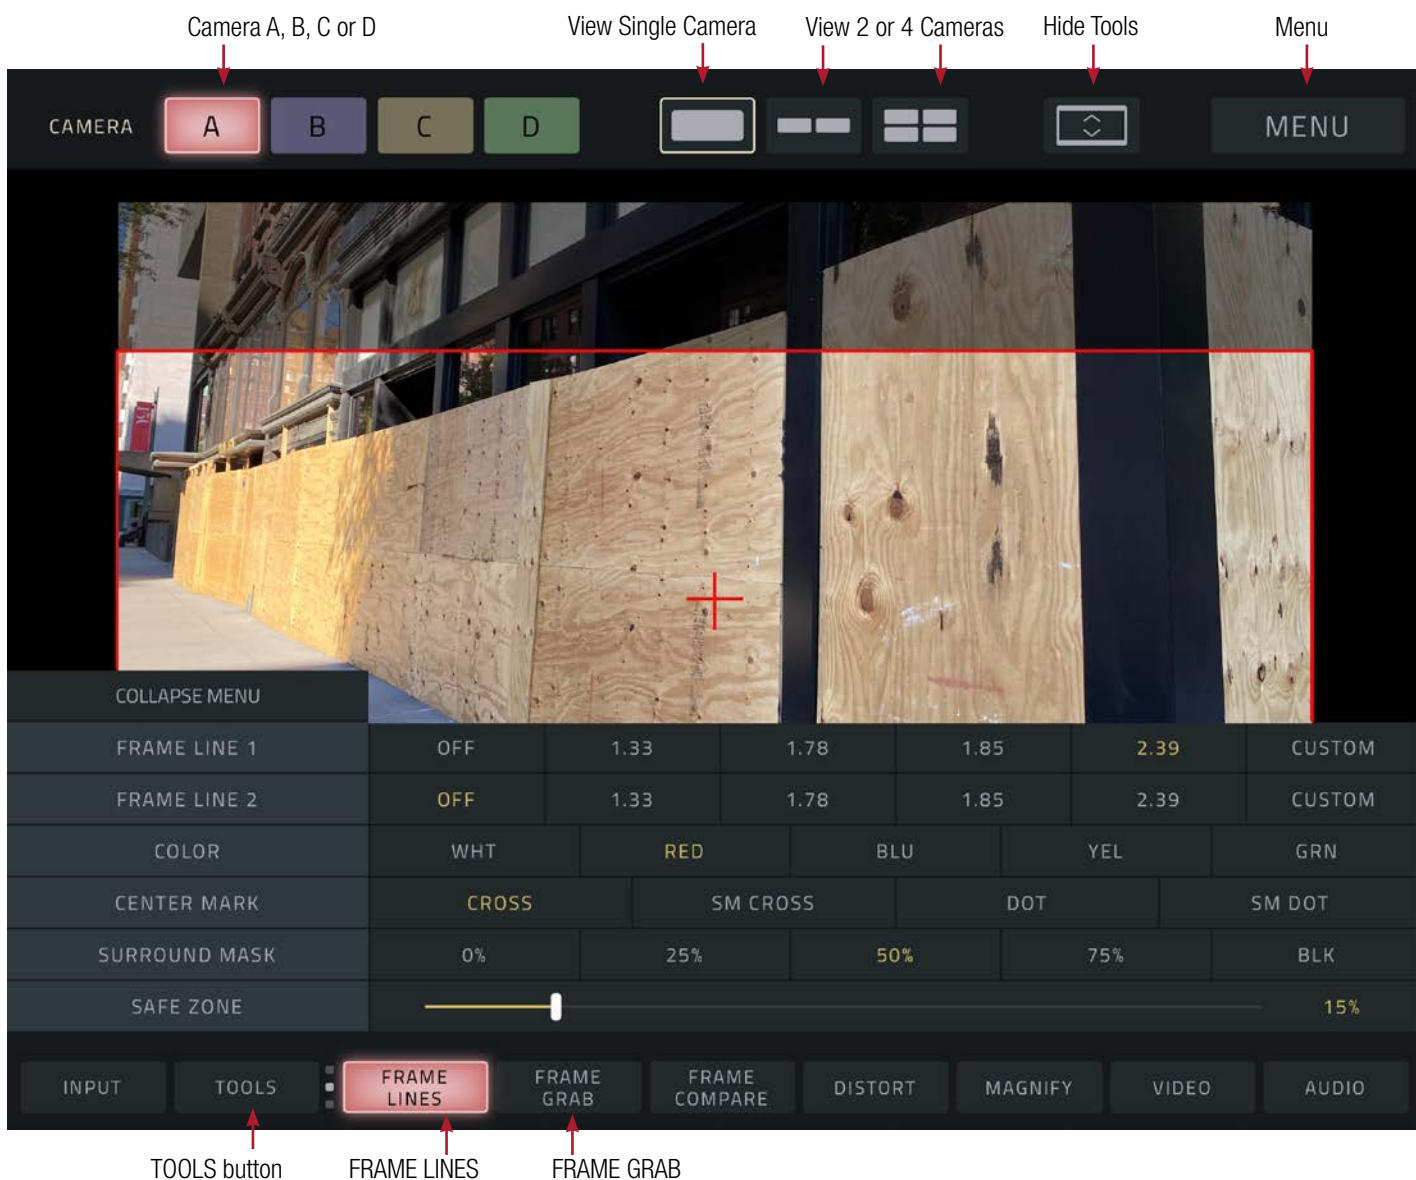 Camera A, B, C or D
View Single Camera
View 2 or 4 Cameras
Hide Tools
Menu
CAMERA
A
B
C
D
MENU
COLLAPSE MENU
FRAME LINE 1 OFF 1.33 1.78 1.85 2.39 CUSTOM
FRAME LINE 2 OFF 1.33 1.78 1.85 2.39 CUSTOM
COLOR WHT RED BLU YEL GRN
CENTER MARK CROSS SM CROSS DOT SM DOT
SURROUND MASK 0% 25% 50% 75% BLK
SAFE ZONE 15%
INPUT
TOOLS
FRAME
LINES
FRAME
GRAB
FRAME
COMPARE
DISTORT
MAGNIFY
VIDEO
AUDIO
TOOLS button
FRAME LINES
FRAME GRAB